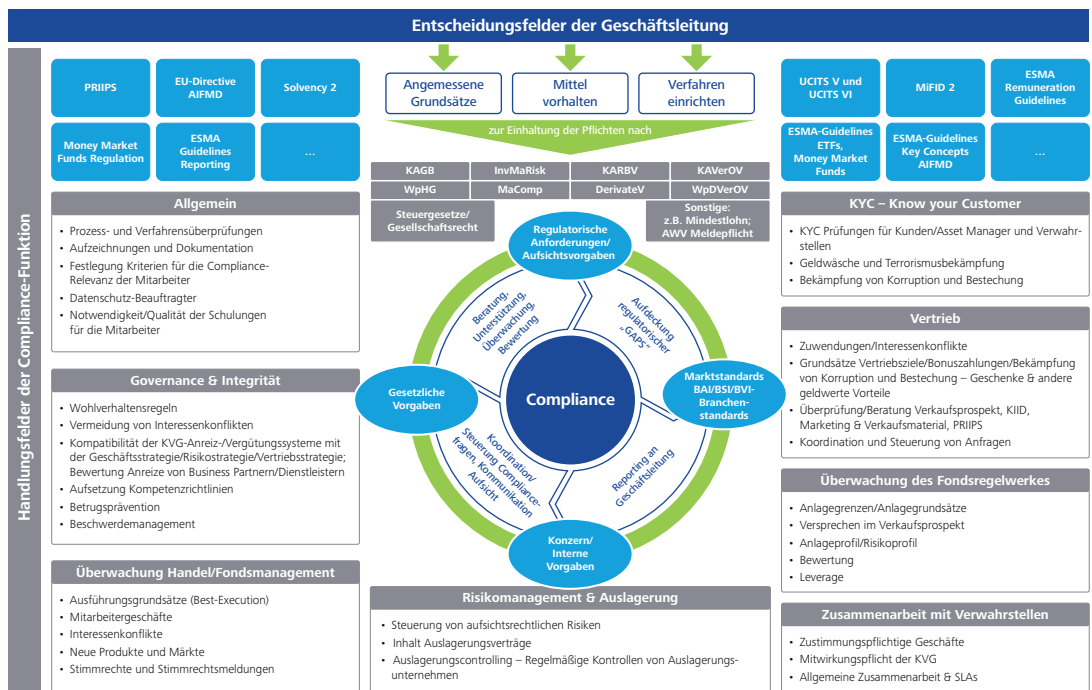 Entscheidungsfelder der Geschäftsleitung
Handlungsfelder der Compliance-Funktion
PRIIPS
EU-Directive
AIFMD
Solvency 2
Money Market
Funds Regulation
ESMA
Guidelines
Reporting
...
Angemessene
Grundsätze
Mittel
vorhalten
Verfahren
einrichten
zur Einhaltung der Pflichten nach
KAGB
InvMaRisk
KARBV
KAVerOV
WpHG
MaComp
DerivateV
WpDVerOV
Steuergesetze/
Gesellschaftsrecht
Sonstige:
z.B. Mindestlohn;
AWV Meldepflicht
UCITS V und
UCITS VI
MiFID 2
ESMA
Remuneration
Guidelines
ESMA-Guidelines
ETFs,
Money Market
Funds
ESMA-Guidelines
Key Concepts
AIFMD
...
Allgemein
• Prozess- und Verfahrensüberprüfungen
• Aufzeichnungen und Dokumentation
• Festlegung Kriterien für die Compliance-
Relevanz der Mitarbeiter
• Datenschutz-Beauftragter
• Notwendigkeit/Qualität der Schulungen
für die Mitarbeiter
Governance & Integrität
• Wohlverhaltensregeln
• Vermeidung von Interessenkonflikten
• Kompatibilität der KVG-Anreiz-/Vergütungssysteme mit
der Geschäftsstrategie/Risikostrategie/Vertriebsstrategie;
Bewertung Anreize von Business Partnern/Dienstleistern
• Aufsetzung Kompetenzrichtlinien
• Betrugsprävention
• Beschwerdemanagement
Überwachung Handel/Fondsmanagement
• Ausführungsgrundsätze (Best-Execution)
• Mitarbeitergeschäfte
• Interessenkonflikte
• Neue Produkte und Märkte
• Stimmrechte und Stimmrechtsmeldungen
Regulatorische
Anforderungen/
Aufsichtsvorgaben
Beratung,
Unterstützung,
Überwachung,
Bewertung
Aufdeckung
regulatorischer
„GAPS“
Gesetzliche
Vorgaben
Compliance
Marktstandards
BAI/BSI/BVI-
Branchen-
standards
Koordination/
Steuerung Compliance-
fragen, Kommunikation
Aufsicht
Reporting an
Geschäftsleitung
Konzern/
Interne
Vorgaben
Risikomanagement & Auslagerung
• Steuerung von aufsichtsrechtlichen Risiken
• Inhalt Auslagerungsverträge
• Auslagerungscontrolling – Regelmäßige Kontrollen von Auslagerungs-
unternehmen
KYC – Know your Customer
• KYC Prüfungen für Kunden/Asset Manager und Verwahr-
stellen
• Geldwäsche und Terrorismusbekämpfung
• Bekämpfung von Korruption und Bestechung
Vertrieb
• Zuwendungen/Interessenkonflikte
• Grundsätze Vertriebsziele/Bonuszahlungen/Bekämpfung
von Korruption und Bestechung – Geschenke & andere
geldwerte Vorteile
• Überprüfung/Beratung Verkaufsprospekt, KIID,
Marketing & Verkaufsmaterial, PRIIPS
• Koordination und Steuerung von Anfragen
Überwachung des Fondsregelwerkes
• Anlagegrenzen/Anlagegrundsätze
• Versprechen im Verkaufsprospekt
• Anlageprofil/Risikoprofil
• Bewertung
• Leverage
Zusammenarbeit mit Verwahrstellen
• Zustimmungspflichtige Geschäfte
• Mitwirkungspflicht der KVG
• Allgemeine Zusammenarbeit & SLAs